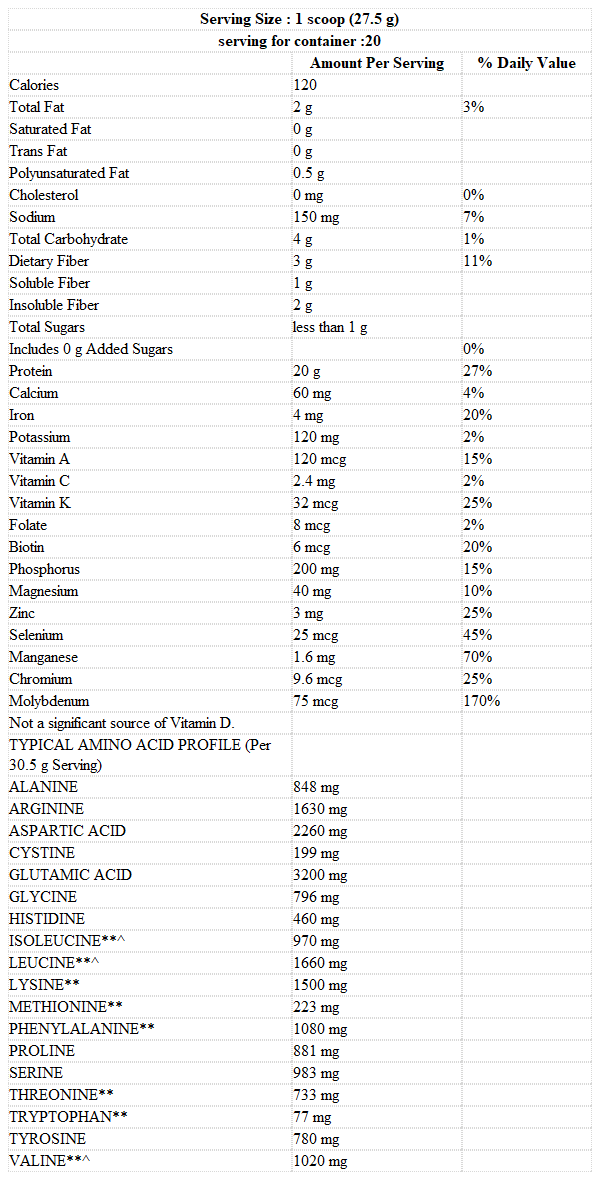 Serving Size : 1 scoop (27.5 g)
serving for container :20
Amount Per Serving % Daily Value
Calories 120
Total Fat 2 g 3%
Saturated Fat 0 g
Trans Fat 0 g
Polyunsaturated Fat 0.5 g
Cholesterol 0 mg 0%
Sodium 150 mg 7%
Total Carbohydrate 4 g 1%
Dietary Fiber 3 g 11%
Soluble Fiber 1 g
Insoluble Fiber 2 g
Total Sugars less than 1 g
Includes 0 g Added Sugars 0%
Protein 20 g 27%
Calcium 60 mg 4%
Iron 4 mg 20%
Potassium 120 mg 2%
Vitamin A 120 mcg 15%
Vitamin C 2.4 mg 2%
Vitamin K 32 mcg 25%
Folate 8 mcg 2%
Biotin 6 mcg 20%
Phosphorus 200 mg 15%
Magnesium 40 mg 10%
Zinc 3 mg 25%
Selenium 25 mcg 45%
Manganese 1.6 mg 70%
Chromium 9.6 mcg 25%
Molybdenum 75 mcg 170%
Not a significant source of Vitamin D.
TYPICAL AMINO ACID PROFILE (Per
30.5 g Serving)
ALANINE 848 mg
ARGININE 1630 mg
ASPARTIC ACID 2260 mg
CYSTINE 199 mg
GLUTAMIC ACID 3200 mg
GLYCINE 796 mg
HISTIDINE 460 mg
ISOLEUCINE**^ 970 mg
LEUCINE**^ 1660 mg
LYSINE** 1500 mg
METHIONINE** 223 mg
PHENYLALANINE** 1080 mg
PROLINE 881 mg
SERINE 983 mg
THREONINE** 733 mg
TRYPTOPHAN** 77 mg
TYROSINE 780 mg
VALINE**^ 1020 mg